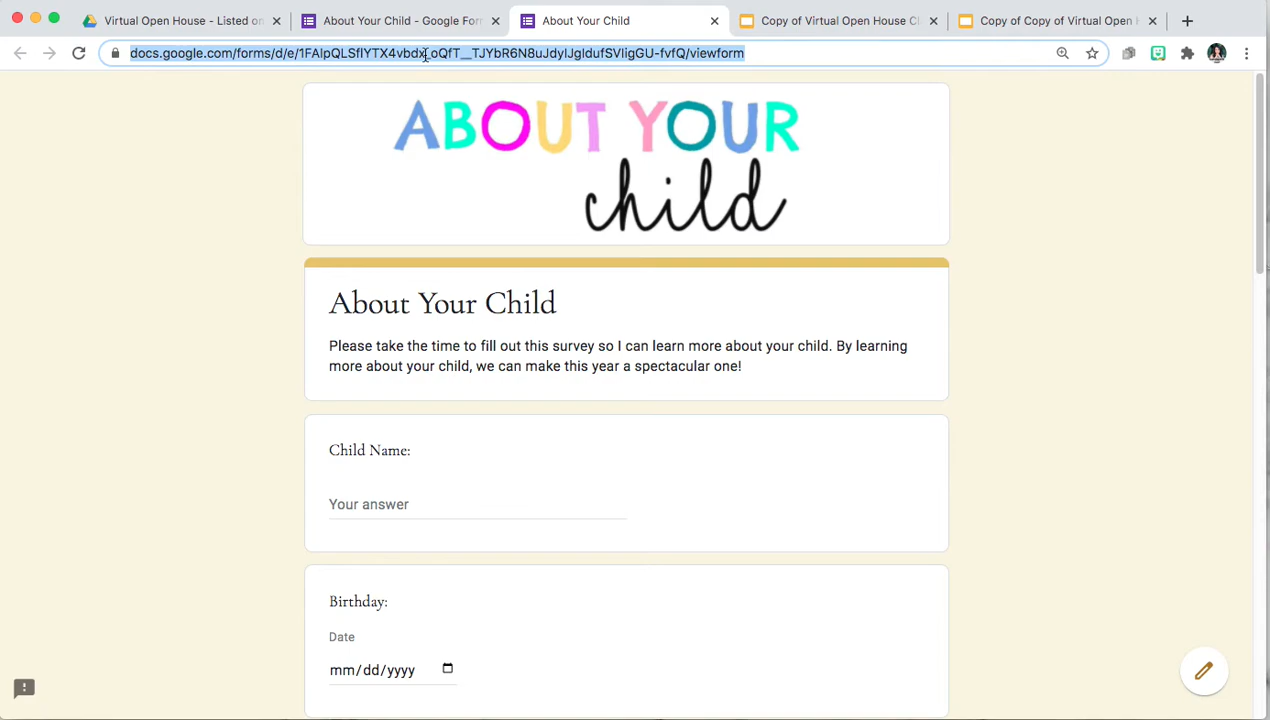 Virtual Open House - Listed on
About Your Child - Google Form
About Your Child
Copy of Virtual Open House Cl
Copy of Copy of Virtual Open H
docs.google.com/forms/d/e/
/viewform
ABOUT YOUR
child
About Your Child
Please take the time to fill out this survey so I can learn more about your child. By learning
more about your child, we can make this year a spectacular one!
Child Name:
Your answer
Birthday:
Date
mm/dd/yyyy